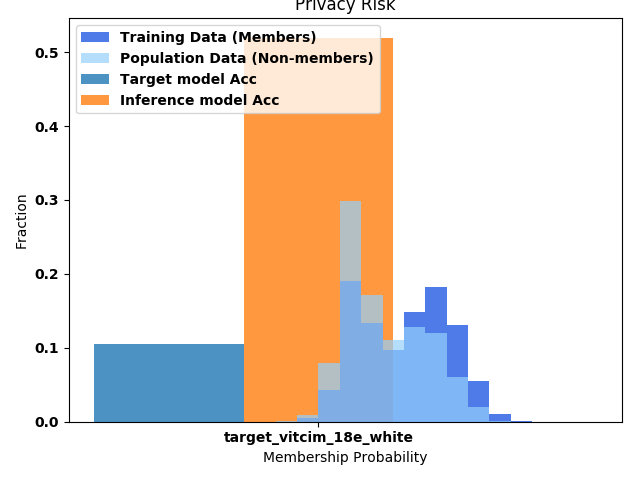 Privacy Risk
Training Data (Members)
Population Data (Non-members)
Target model Acc
Inference model Acc
0.5
0.4
0.3
0.2
0.1
0.0
Fraction
target_vitcim_18e_white
Membership Probability